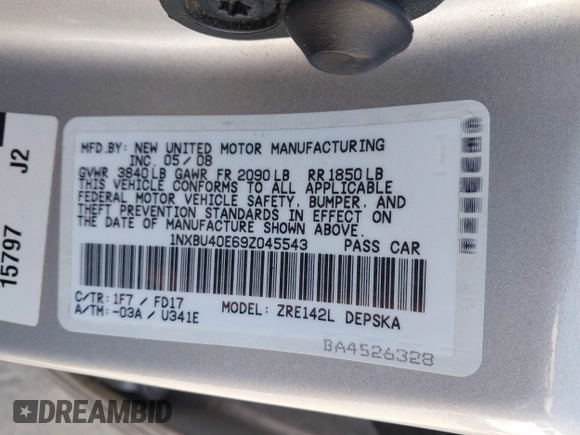 MFD.BY: NEW UNITED MOTOR MANUFACTURING
INC. 05/08
GVWR 3840LB GAWR FR 2090LB RR 1850LB
THIS VEHICLE CONFORMS TO ALL APPLICABLE
FEDERAL MOTOR VEHICLE SAFETY, BUMPER, AND
THEFT PREVENTION STANDARDS IN EFFECT ON
THE DATE OF MANUFACTURE SHOWN ABOVE.
1NXBU40E69Z045543 PASS CAR
C/TR: 1F7 / FD17
A/TM: -03A / U341E
MODEL: ZRE142L DEPSKA
BA4526328
15797 J2
DREAMBID